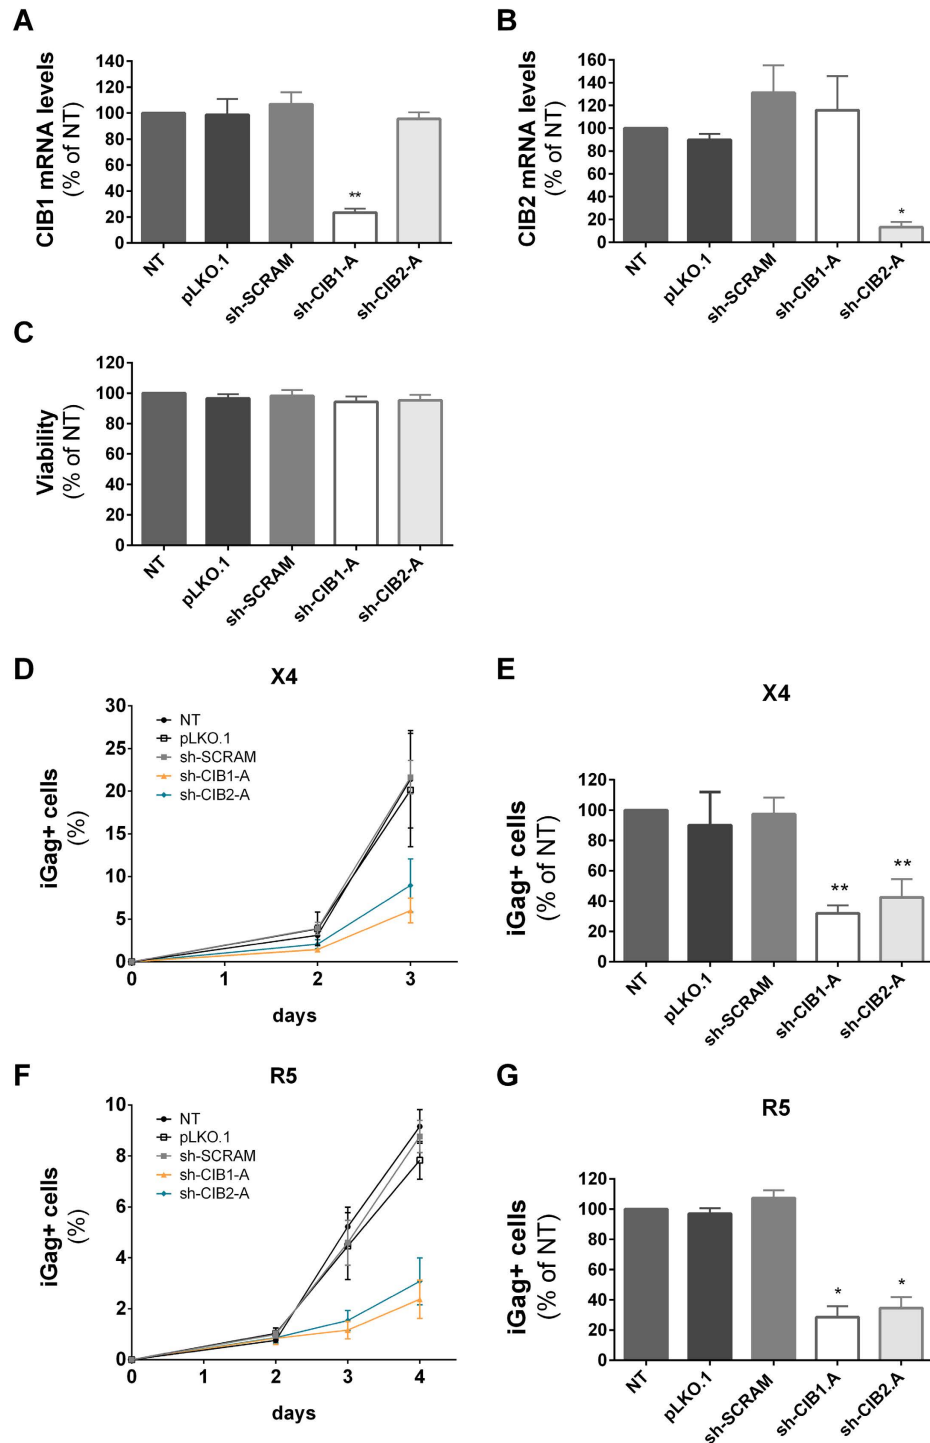 A
CIB1 mRNA levels
(% of NT)
140
120
100
80
60
40
20
0
**
NT
pLKO.1
sh-SCRAM
sh-CIB1-A
sh-CIB2-A
B
CIB2 mRNA levels
(% of NT)
160
140
120
100
80
60
40
20
0
*
NT
pLKO.1
sh-SCRAM
sh-CIB1-A
sh-CIB2-A
C
Viability
(% of NT)
120
100
80
60
40
20
0
NT
pLKO.1
sh-SCRAM
sh-CIB1-A
sh-CIB2-A
D
X4
iGag+ cells
(%)
30
25
20
15
10
5
0
NT
pLKO.1
sh-SCRAM
sh-CIB1-A
sh-CIB2-A
0 1 2 3
days
E
X4
iGag+ cells
(% of NT)
120
100
80
60
40
20
0
**
**
NT
pLKO.1
sh-SCRAM
sh-CIB1-A
sh-CIB2-A
F
R5
iGag+ cells
(%)
10
8
6
4
2
0
NT
pLKO.1
sh-SCRAM
sh-CIB1-A
sh-CIB2-A
0 1 2 3 4
days
G
R5
iGag+ cells
(% of NT)
120
100
80
60
40
20
0
*
*
NT
pLKO.1
sh-SCRAM
sh-CIB1.A
sh-CIB2.A